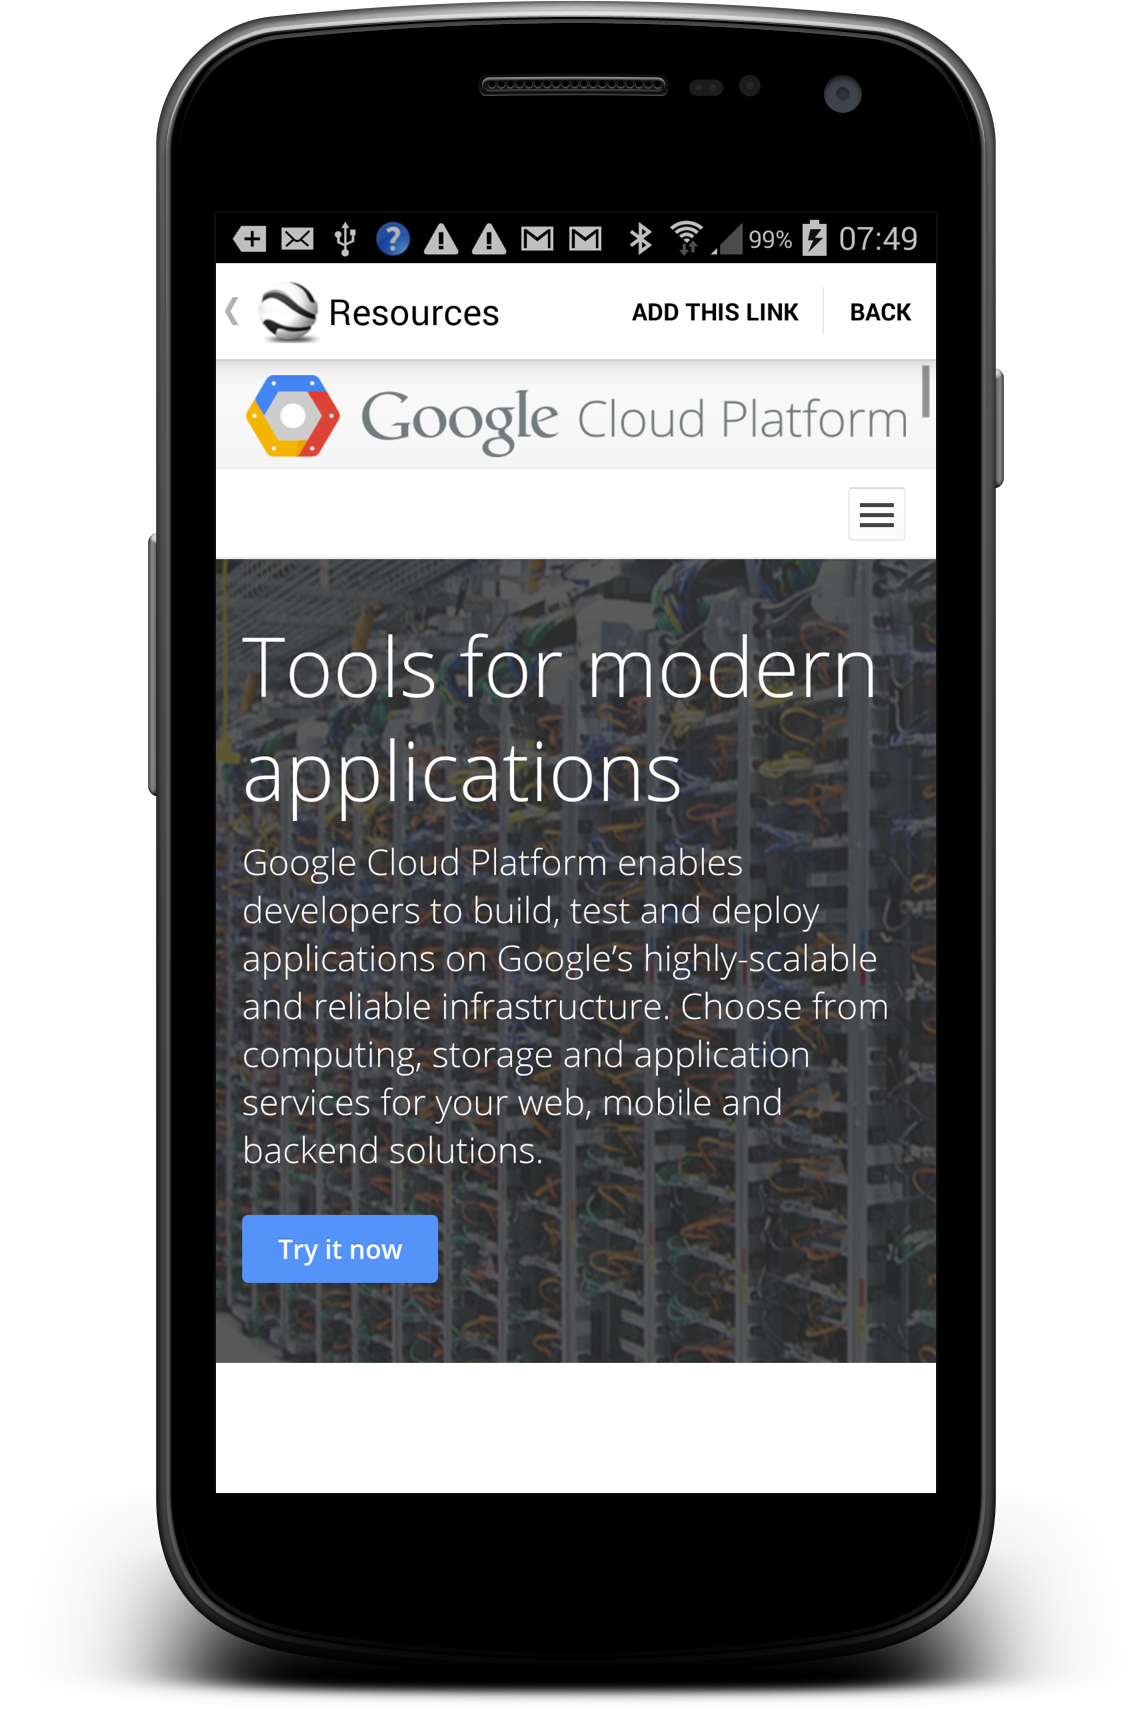 99% 07:49
Resources ADD THIS LINK BACK
Google Cloud Platform
Tools for modern
applications
Google Cloud Platform enables
developers to build, test and deploy
applications on Google’s highly-scalable
and reliable infrastructure. Choose from
computing, storage and application
services for your web, mobile and
backend solutions.
Try it now